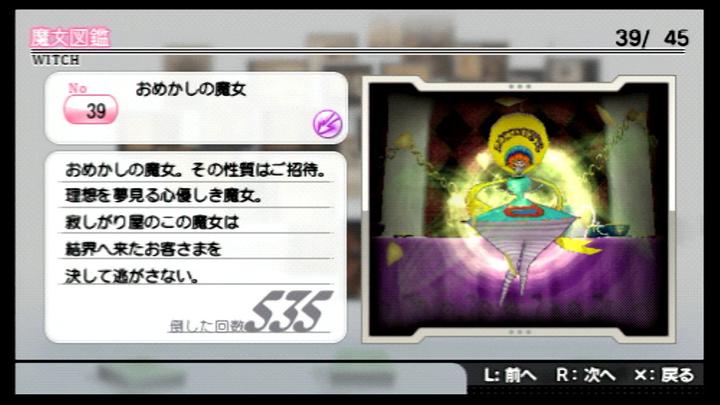 魔女図鑑
39/ 45
WITCH
No
39
おめかしの魔女
おめかしの魔女。その性質はご招待。
理想を夢見る心優しき魔女。
寂しがり屋のこの魔女は
結界へ来たお客さまを
決して逃がさない。
倒した回数535
L: 前へ R: 次へ ×: 戻る